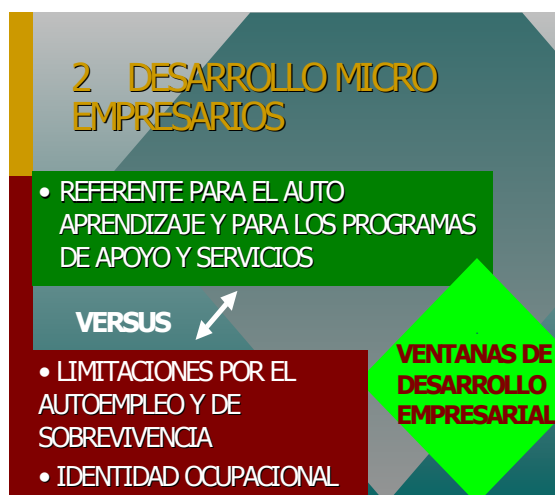 2 DESARROLLO MICRO
EMPRESARIOS
• REFERENTE PARA EL AUTO
APRENDIZAJE Y PARA LOS PROGRAMAS
DE APOYO Y SERVICIOS
VERSUS
• LIMITACIONES POR EL
AUTOEMPLEO Y DE
SOBREVIVENCIA
• IDENTIDAD OCUPACIONAL
VENTANAS DE
DESARROLLO
EMPRESARIAL